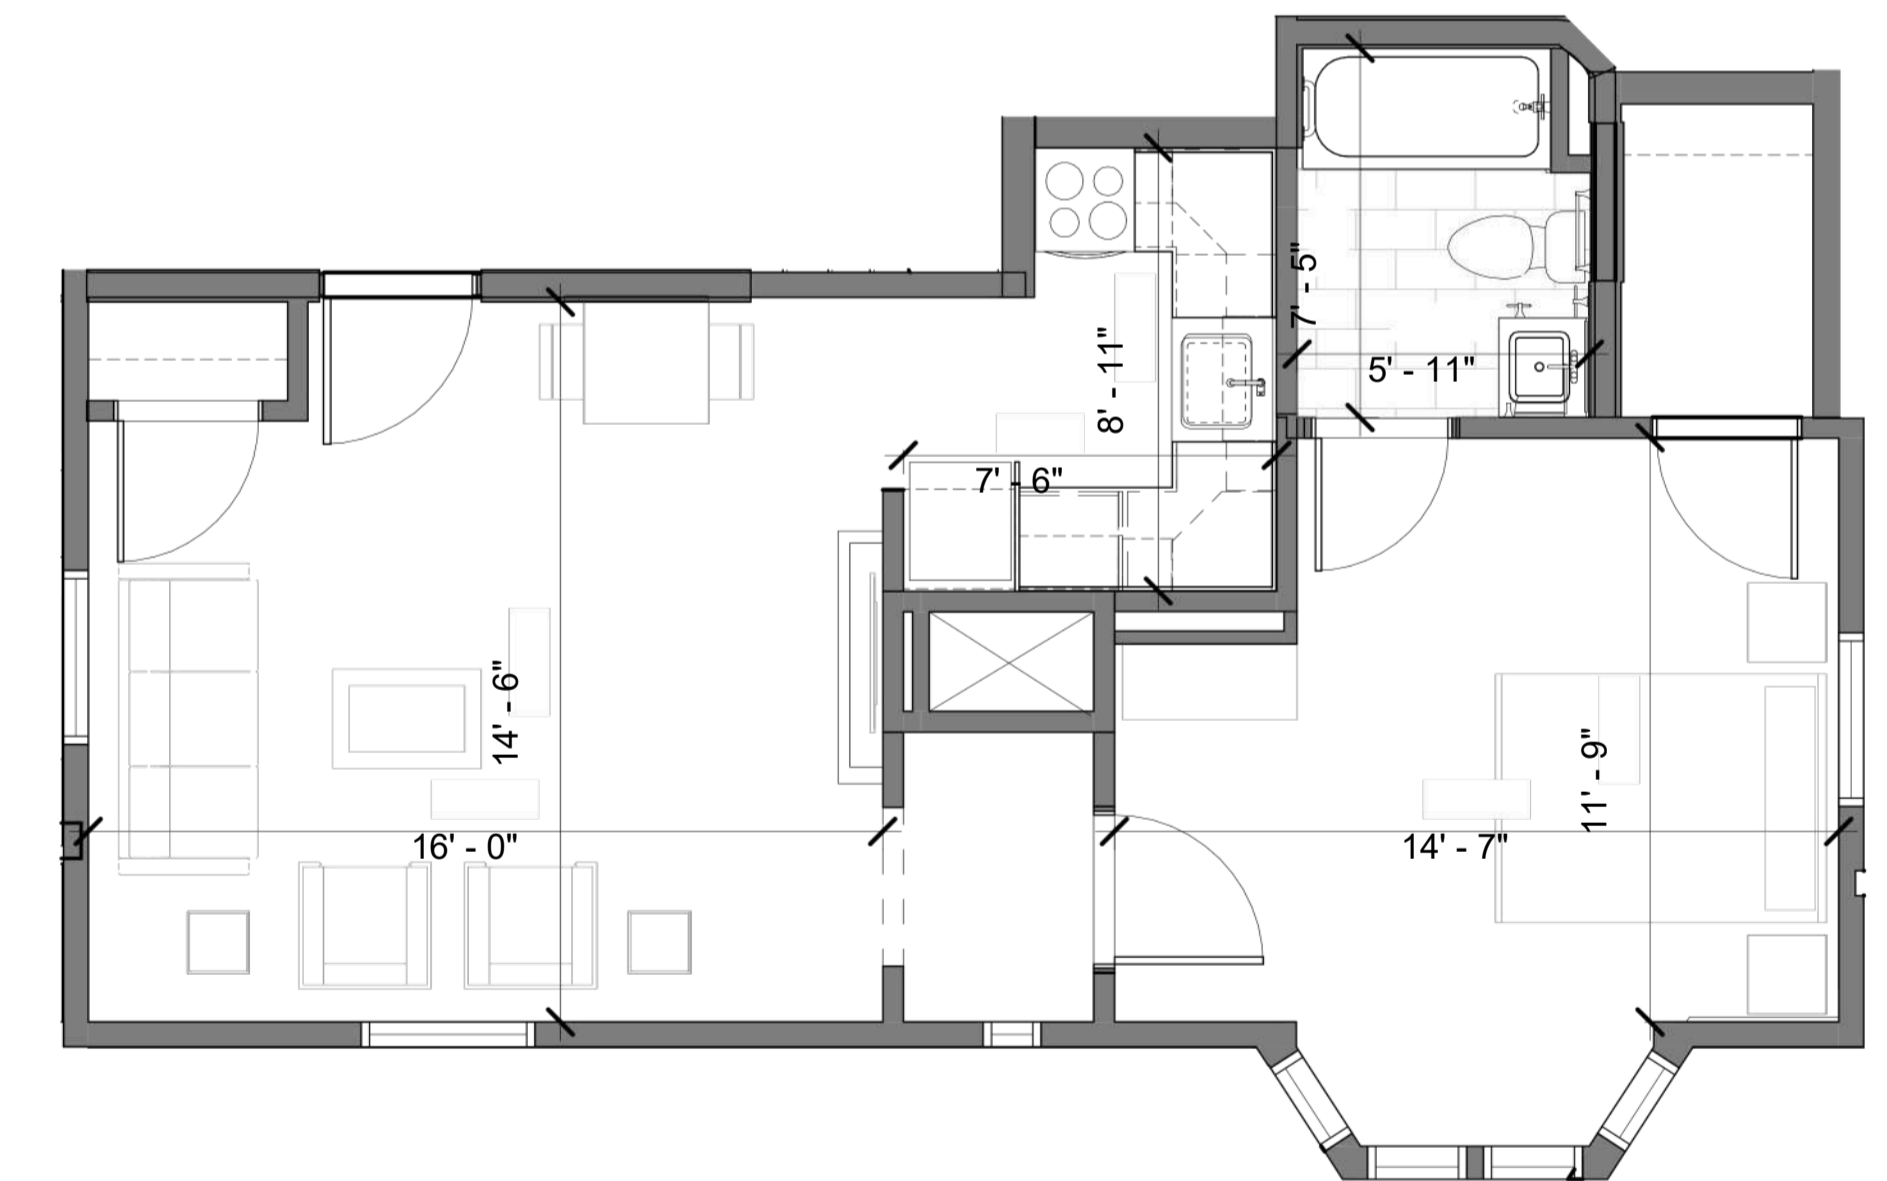 7' - 5"
5' - 11"
8' - 11"
7' - 6"
14' - 6"
11' - 9"
16' - 0"
14' - 7"